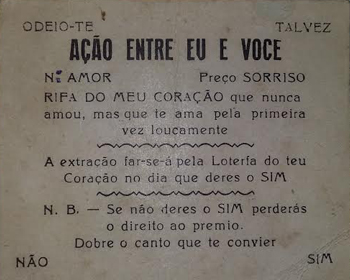 ODEIO-TE TALVEZ
AÇÃO ENTRE EU E VOCE
Nº AMOR Preço SORRISO
RIFA DO MEU CORAÇÃO que nunca
amou, mas que te ama pela primeira
vez loucamente
A extração far-se-á pela Loterfa do teu
Coração no dia que deres o SIM
N. B. — Se não deres o SIM perderás
o direito ao premio.
Dobre o canto que te convier
NÃO SIM